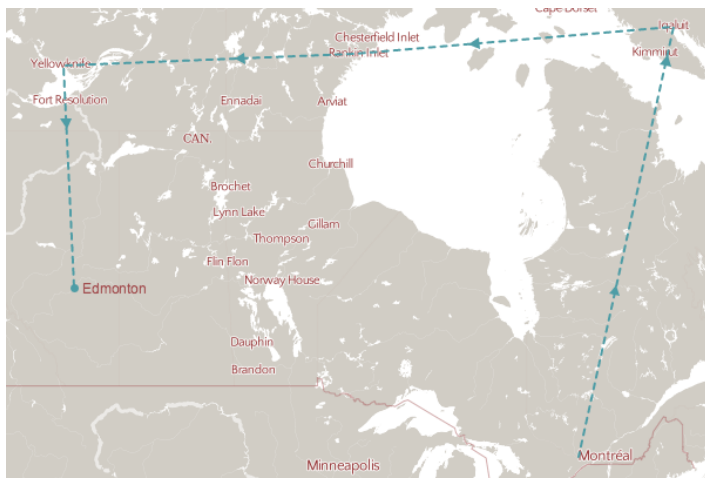 Cape Dorset
Iqaluit
Chesterfield Inlet
Rankin Inlet
Kimmirut
Yellowknife
Fort Resolution
Ennadai
Arviat
CAN.
Churchill
Brochet
Lynn Lake
Gillam
Thompson
Flin Flon
Norway House
Edmonton
Dauphin
Brandon
Montréal
Minneapolis